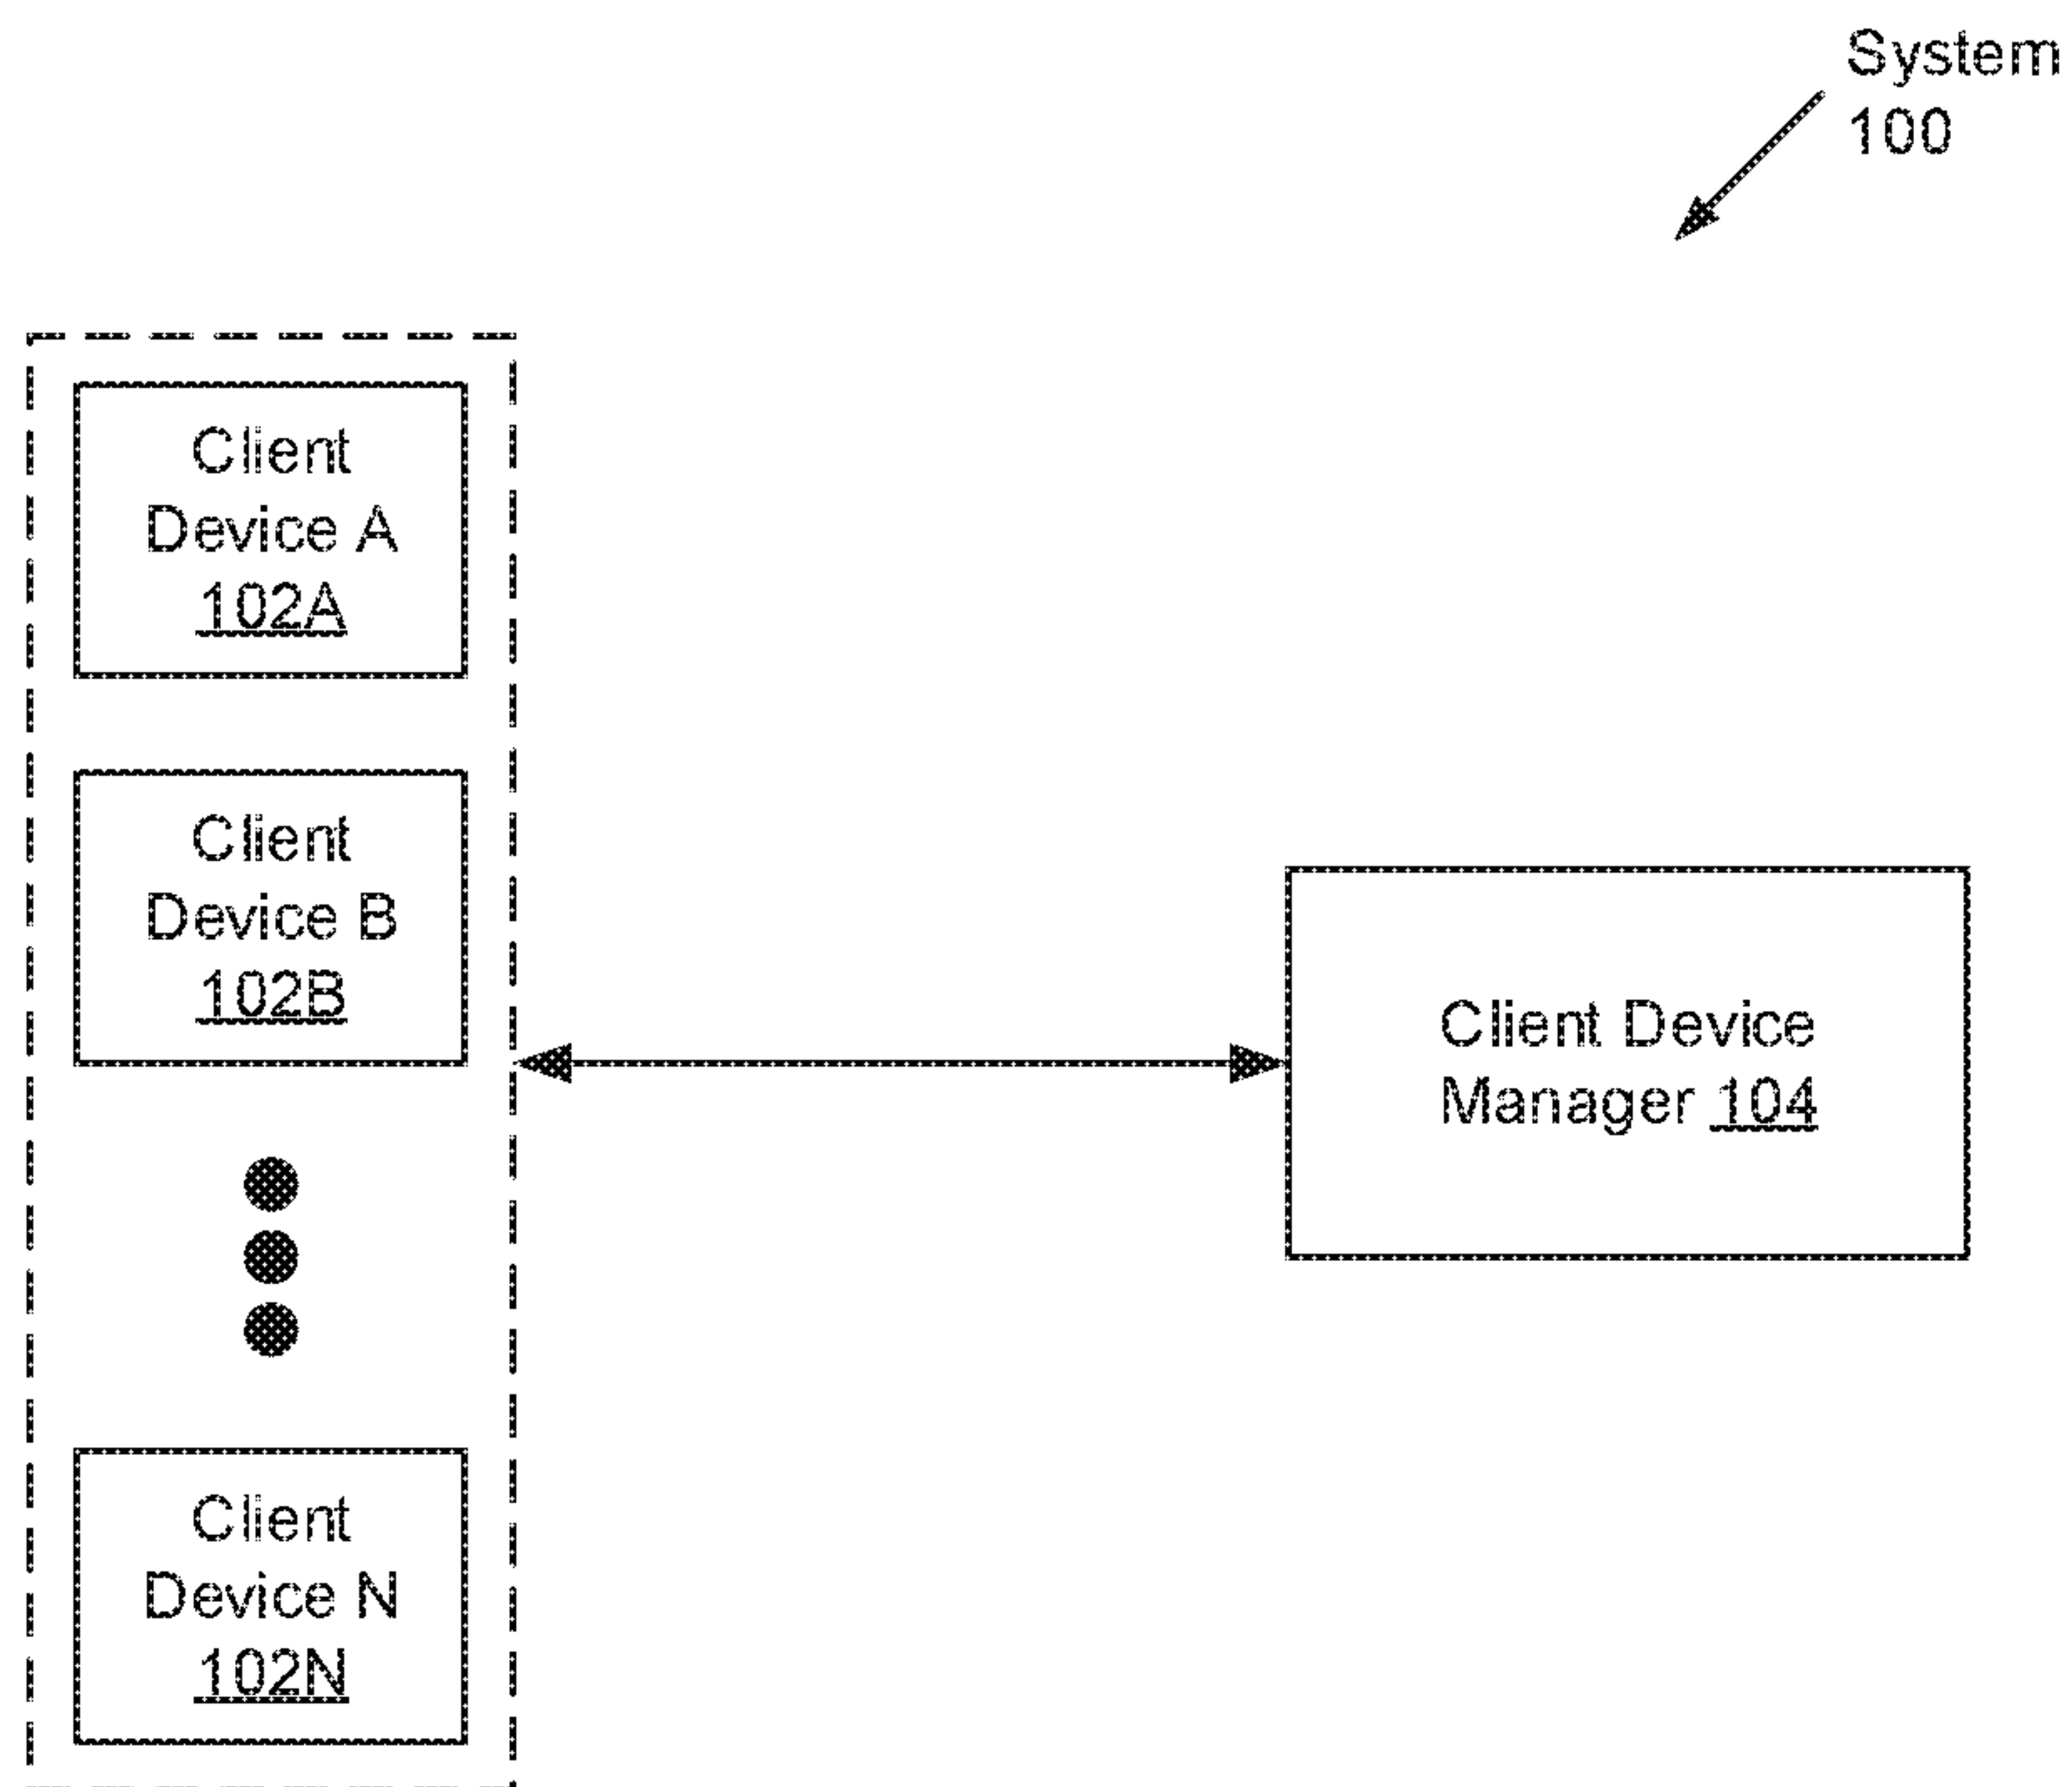 System
100
Client
Device A
102A
Client
Device B
102B
Client Device
Manager 104
Client
Device N
102N